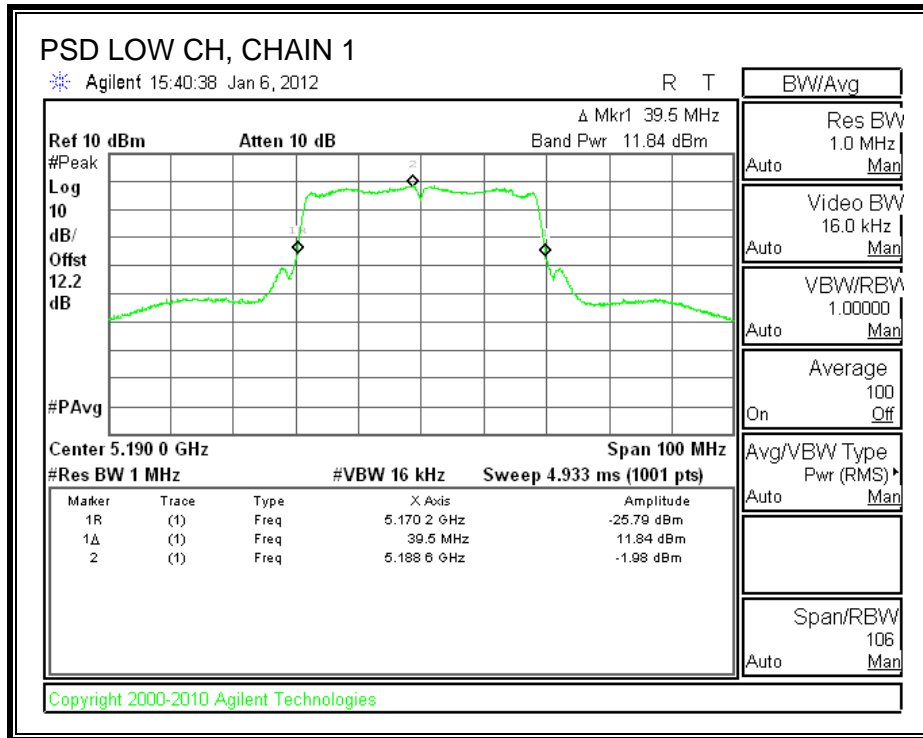 PSD LOW CH, CHAIN 1
Agilent 15:40:38 Jan 6, 2012 R T
Δ Mkr1 39.5 MHz
Ref 10 dBm Atten 10 dB Band Pwr 11.84 dBm
#Peak
Log
10
dB/
Offst
12.2
dB
#PAvg
2
Center 5.190 0 GHz Span 100 MHz
#Res BW 1 MHz #VBW 16 kHz Sweep 4.933 ms (1001 pts)
Marker Trace Type X Axis Amplitude
1R (1) Freq 5.170 2 GHz -25.79 dBm
1Δ (1) Freq 39.5 MHz 11.84 dBm
2 (1) Freq 5.188 6 GHz -1.98 dBm
BW/Avg
Res BW
1.0 MHz
Auto Man
Video BW
16.0 kHz
Auto Man
VBW/RBW
1.00000
Auto Man
Average
100
On Off
Avg/VBW Type
Pwr (RMS)
Auto Man
Span/RBW
106
Auto Man
Copyright 2000-2010 Agilent Technologies